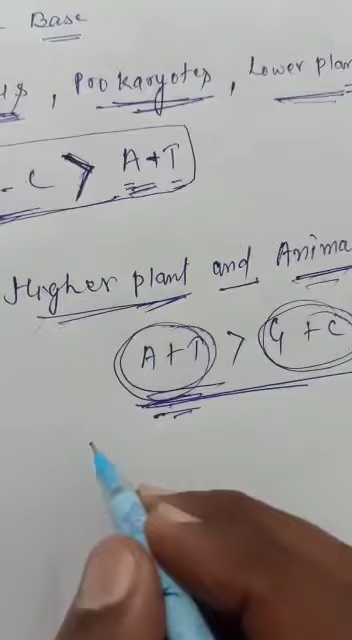 Base
, Prokaryotes, Lower plan
- C > A+T
Higher plant and Anima
A+T > G+C